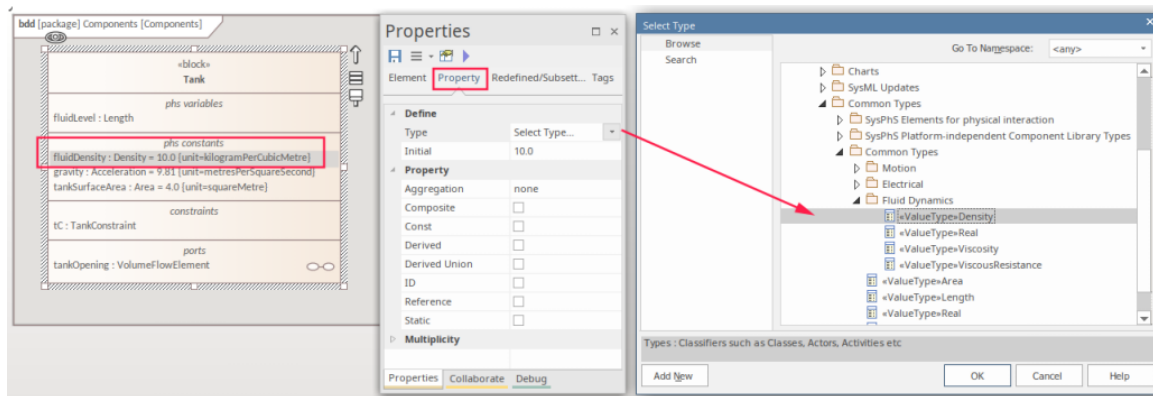 bdd [package] Components [Components]
«block»
Tank
phs variables
fluidLevel : Length
phs constants
fluidDensity : Density = 10.0 {unit=kilogramPerCubicMetre}
gravity : Acceleration = 9.81 {unit=metresPerSquareSecond}
tankSurfaceArea : Area = 4.0 {unit=squareMetre}
constraints
tC : TankConstraint
ports
tankOpening : VolumeFlowElement
Properties
Element Property Redefined/Subsett... Tags
Define
Type Select Type...
Initial 10.0
Property
Aggregation none
Composite
Const
Derived
Derived Union
ID
Reference
Static
Multiplicity
Properties Collaborate Debug
Select Type
Browse
Search
Go To Namespace: <any>
Charts
SysML Updates
Common Types
SysPhS Elements for physical interaction
SysPhS Platform-independent Component Library Types
Common Types
Motion
Electrical
Fluid Dynamics
«ValueType»Density
«ValueType»Real
«ValueType»Viscosity
«ValueType»ViscousResistance
«ValueType»Area
«ValueType»Length
«ValueType»Real
Types : Classifiers such as Classes, Actors, Activities etc
Add New OK Cancel Help